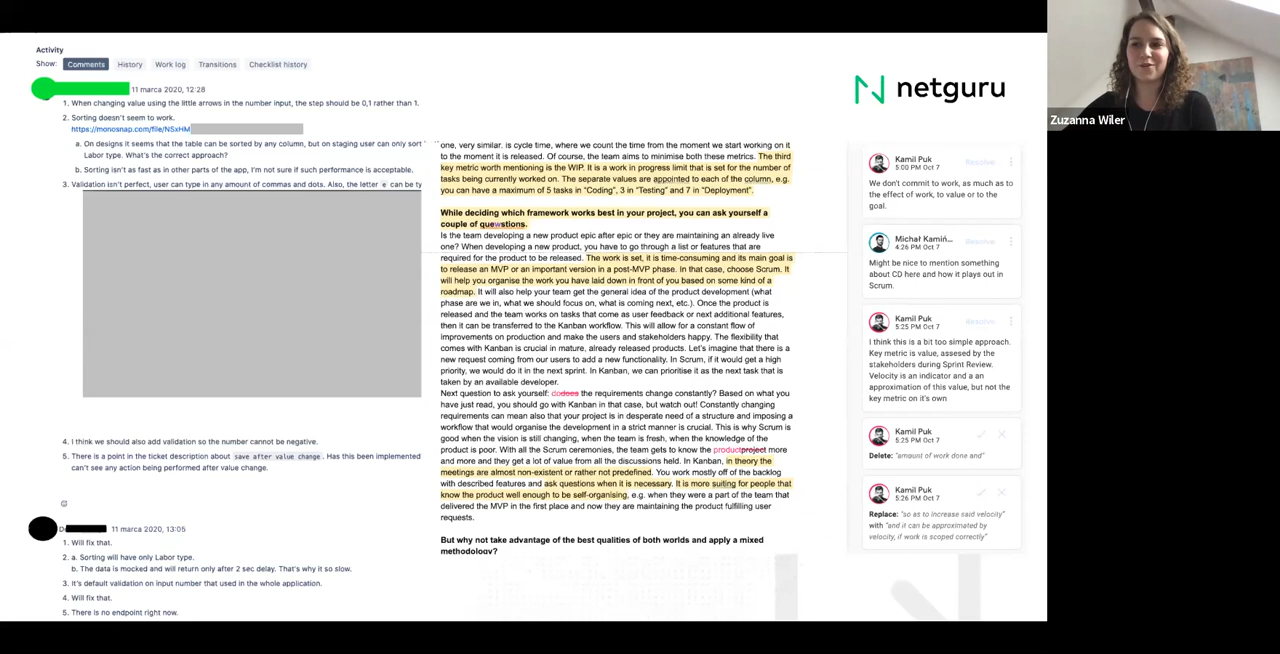 Activity
Show: Comments History Work log Transitions Checklist history
11 marca 2020, 12:28
1. When changing value using the little arrows in the number input, the step should be 0,1 rather than 1.
2. Sorting doesn't seem to work.
https://monosnap.com/file/NSxHM
a. On designs it seems that the table can be sorted by any column, but on staging user can only sort
Labor type. What's the correct approach?
b. Sorting isn't as fast as in other parts of the app, I'm not sure if such performance is acceptable.
3. Validation isn't perfect, user can type in any amount of commas and dots. Also, the letter e can be ty
4. I think we should also add validation so the number cannot be negative.
5. There is a point in the ticket description about save after value change. Has this been implemented
can't see any action being performed after value change.
11 marca 2020, 13:05
1. Will fix that.
2. a. Sorting will have only Labor type.
b. The data is mocked and will return only after 2 sec delay. That's why it so slow.
3. It's default validation on input number that used in the whole application.
4. Will fix that.
5. There is no endpoint right now.
netguru
one, very similar. is cycle time, where we count the time from the moment we start working on it
to the moment it is released. Of course, the team aims to minimise both these metrics. The third
key metric worth mentioning is the WIP. It is a work in progress limit that is set for the number of
tasks being currently worked on. The separate values are appointed to each of the column, e.g.
you can have a maximum of 5 tasks in "Coding", 3 in "Testing" and 7 in "Deployment".
While deciding which framework works best in your project, you can ask yourself a
couple of quewstions.
Is the team developing a new product epic after epic or they are maintaining an already live
one? When developing a new product, you have to go through a list or features that are
required for the product to be released. The work is set, it is time-consuming and its main goal is
to release an MVP or an important version in a post-MVP phase. In that case, choose Scrum. It
will help you organise the work you have laid down in front of you based on some kind of a
roadmap. It will also help your team get the general idea of the product development (what
phase are we in, what we should focus on, what is coming next, etc.). Once the product is
released and the team works on tasks that come as user feedback or next additional features,
then it can be transferred to the Kanban workflow. This will allow for a constant flow of
improvements on production and make the users and stakeholders happy. The flexibility that
comes with Kanban is crucial in mature, already released products. Let's imagine that there is a
new request coming from our users to add a new functionality. In Scrum, if it would get a high
priority, we would do it in the next sprint. In Kanban, we can prioritise it as the next task that is
taken by an available developer.
Next question to ask yourself: dodoes the requirements change constantly? Based on what you
have just read, you should go with Kanban in that case, but watch out! Constantly changing
requirements can mean also that your project is in desperate need of a structure and imposing a
workflow that would organise the development in a strict manner is crucial. This is why Scrum is
good when the vision is still changing, when the team is fresh, when the knowledge of the
product is poor. With all the Scrum ceremonies, the team gets to know the productproject more
and more and they get a lot of value from all the discussions held. In Kanban, in theory the
meetings are almost non-existent or rather not predefined. You work mostly off of the backlog
with described features and ask questions when it is necessary. It is more suiting for people that
know the product well enough to be self-organising, e.g. when they were a part of the team that
delivered the MVP in the first place and now they are maintaining the product fulfilling user
requests.
But why not take advantage of the best qualities of both worlds and apply a mixed
methodology?
Kamil Puk
5:00 PM Oct 7
Resolve
We don't commit to work, as much as to
the effect of work, to value or to the
goal.
Michał Kamiń...
4:26 PM Oct 7
Resolve
Might be nice to mention something
about CD here and how it plays out in
Scrum.
Kamil Puk
5:25 PM Oct 7
Resolve
I think this is a bit too simple approach.
Key metric is value, assesed by the
stakeholders during Sprint Review.
Velocity is an indicator and a an
approximation of this value, but not the
key metric on it's own
Kamil Puk
5:25 PM Oct 7
Delete: "amount of work done and"
Kamil Puk
5:26 PM Oct 7
Replace: "so as to increase said velocity"
with "and it can be approximated by
velocity, if work is scoped correctly"
Zuzanna Wiler